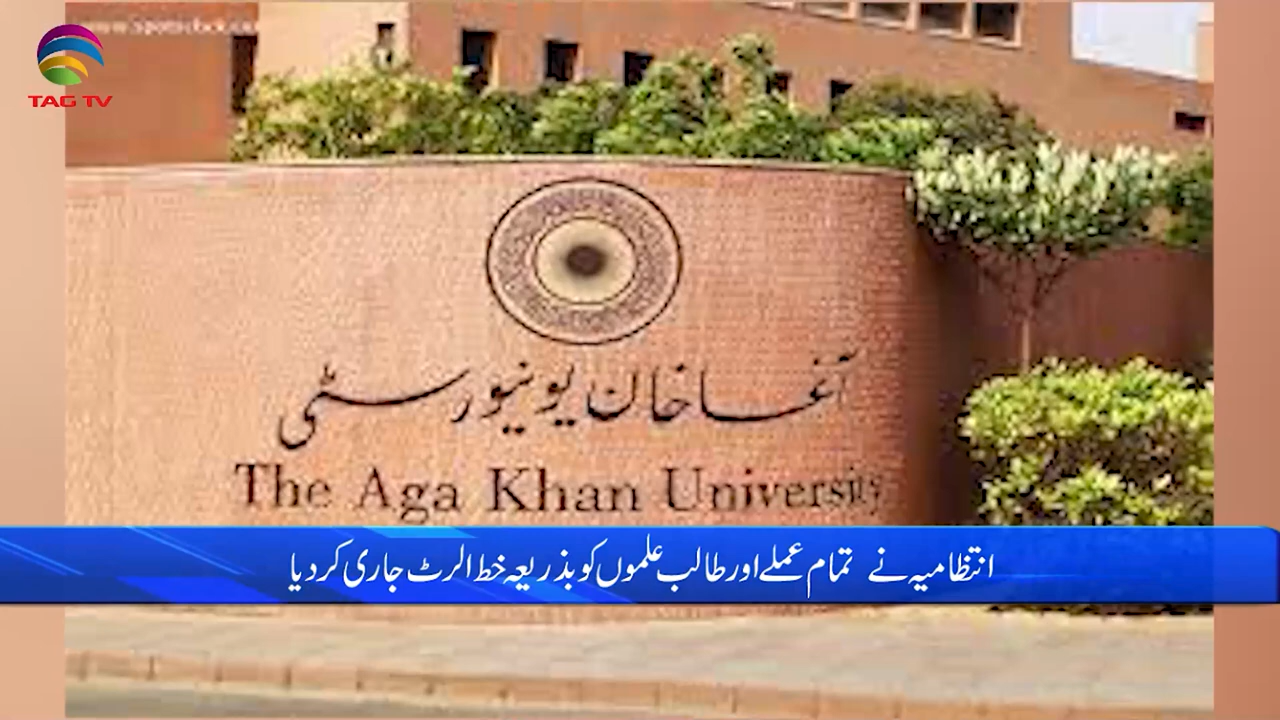 TAG TV
آغا خان یونیورسٹی
The Aga Khan University
انتظامیہ نے تمام عملے اور طالب علموں کو بذریعہ خط الرٹ جاری کردیا